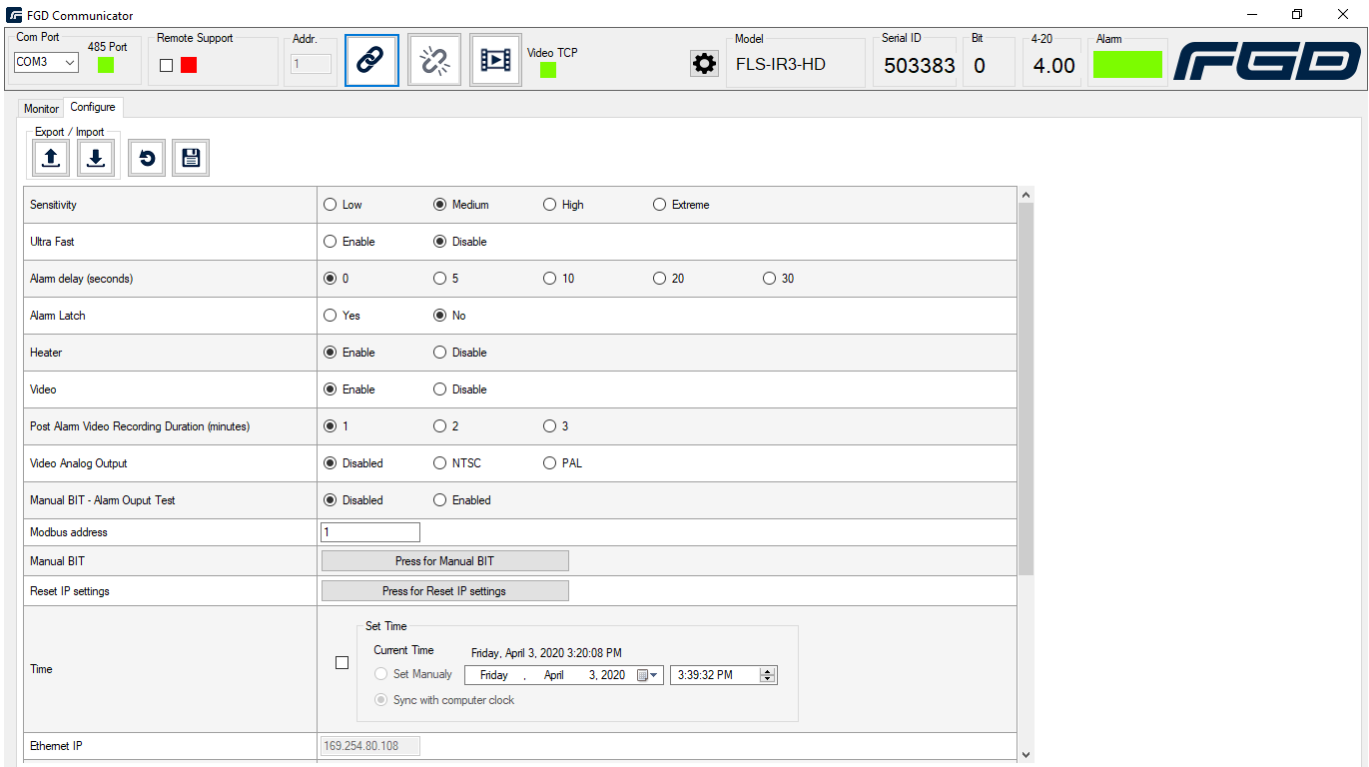 FGD Communicator
Com Port
485 Port
Remote Support
Addr.
Video TCP
Model
Serial ID
Bit
4-20
Alarm
COM3
1
FLS-IR3-HD
503383
0
4.00
FGD
Monitor
Configure
Export / Import
Sensitivity
Low
Medium
High
Extreme
Ultra Fast
Enable
Disable
Alarm delay (seconds)
0
5
10
20
30
Alarm Latch
Yes
No
Heater
Enable
Disable
Video
Enable
Disable
Post Alarm Video Recording Duration (minutes)
1
2
3
Video Analog Output
Disabled
NTSC
PAL
Manual BIT - Alarm Ouput Test
Disabled
Enabled
Modbus address
1
Manual BIT
Press for Manual BIT
Reset IP settings
Press for Reset IP settings
Time
Set Time
Current Time
Friday, April 3, 2020 3:20:08 PM
Set Manualy
Friday , April 3, 2020
3:39:32 PM
Sync with computer clock
Ethernet IP
169.254.80.108